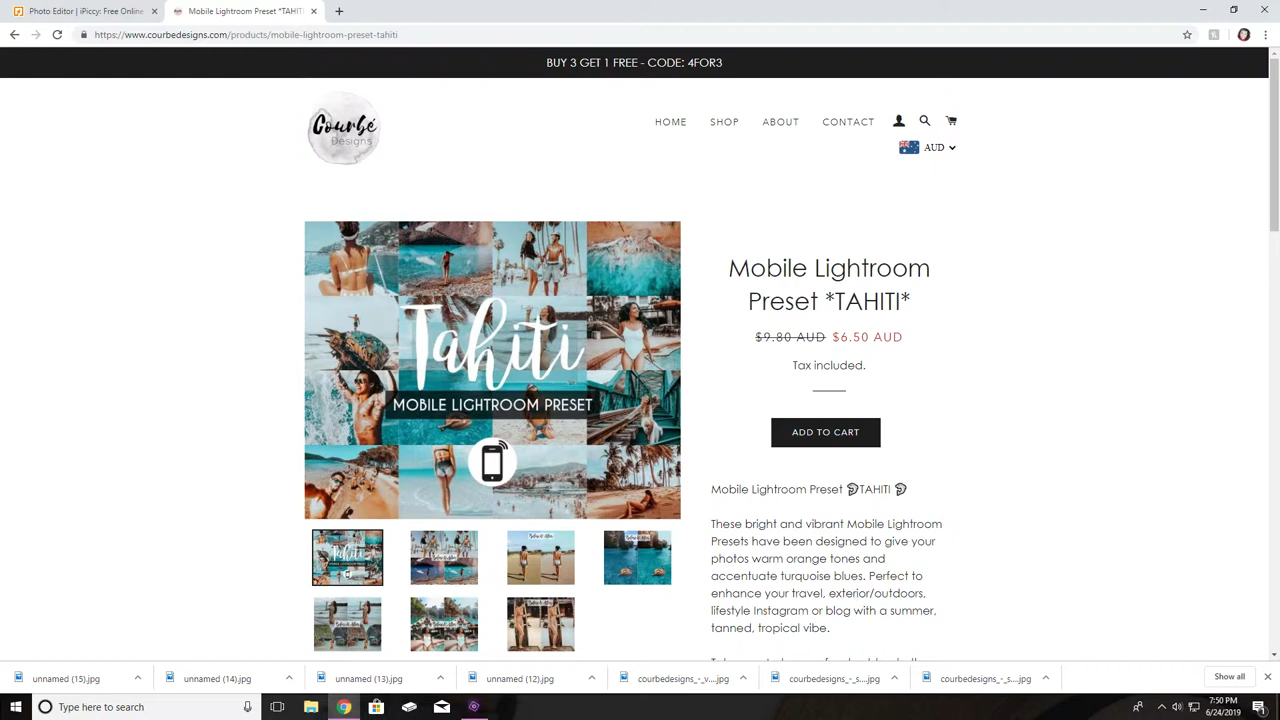 Photo Editor | iPiccy: Free Online
Mobile Lightroom Preset *TAHITI
https://www.courbedesigns.com/products/mobile-lightroom-preset-tahiti
BUY 3 GET 1 FREE - CODE: 4FOR3
Courbé
Designs
HOME
SHOP
ABOUT
CONTACT
AUD
Tahiti
MOBILE LIGHTROOM PRESET
Mobile Lightroom
Preset *TAHITI*
$9.80 AUD $6.50 AUD
Tax included.
ADD TO CART
Mobile Lightroom Preset TAHITI
These bright and vibrant Mobile Lightroom
Presets have been designed to give your
photos warm orange tones and
accentuate turquoise blues. Perfect to
enhance your travel, exterior/outdoors,
lifestyle Instagram or blog with a summer,
tanned, tropical vibe.
unnamed (15).jpg
unnamed (14).jpg
unnamed (13).jpg
unnamed (12).jpg
courbedesigns_-_v....jpg
courbedesigns_-_s....jpg
courbedesigns_-_s....jpg
Show all
Type here to search
7:50 PM
6/24/2019